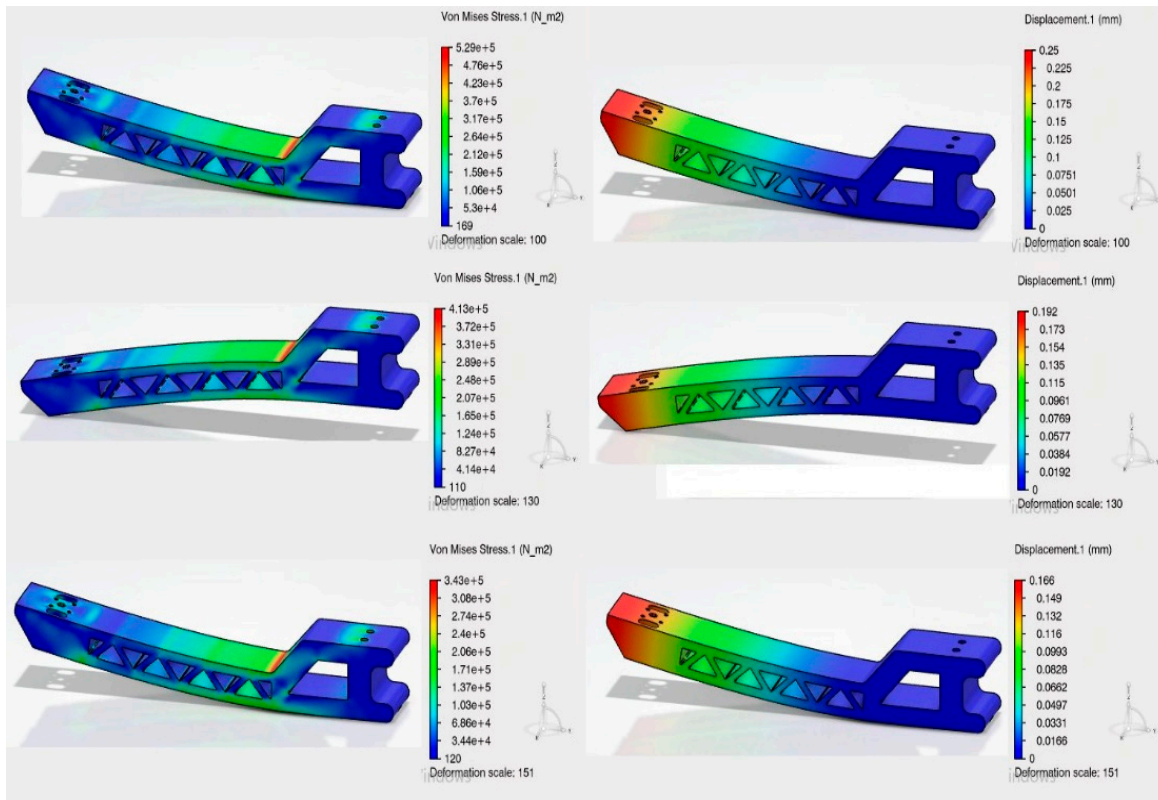 Von Mises Stress.1 (N_m2)
5.29e+5
4.76e+5
4.23e+5
3.7e+5
3.17e+5
2.64e+5
2.12e+5
1.59e+5
1.06e+5
5.3e+4
169
Windows
Deformation scale: 100
Displacement.1 (mm)
0.25
0.225
0.2
0.175
0.15
0.125
0.1
0.0751
0.0501
0.025
0
Windows
Deformation scale: 100
Von Mises Stress.1 (N_m2)
4.13e+5
3.72e+5
3.31e+5
2.89e+5
2.48e+5
2.07e+5
1.65e+5
1.24e+5
8.27e+4
4.14e+4
110
Windows
Deformation scale: 130
Displacement.1 (mm)
0.192
0.173
0.154
0.135
0.115
0.0961
0.0769
0.0577
0.0384
0.0192
0
Windows
Deformation scale: 130
Von Mises Stress.1 (N_m2)
3.43e+5
3.08e+5
2.74e+5
2.4e+5
2.06e+5
1.71e+5
1.37e+5
1.03e+5
6.86e+4
3.44e+4
120
Windows
Deformation scale: 151
Displacement.1 (mm)
0.166
0.149
0.132
0.116
0.0993
0.0828
0.0662
0.0497
0.0331
0.0166
0
Windows
Deformation scale: 151